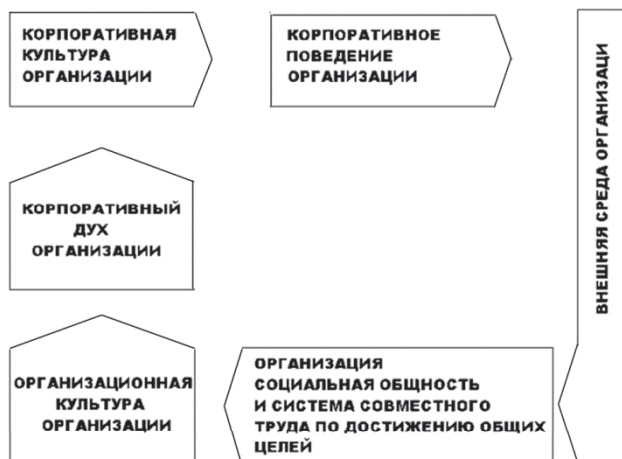 КОРПОРАТИВНАЯ
КУЛЬТУРА
ОРГАНИЗАЦИИ
КОРПОРАТИВНОЕ
ПОВЕДЕНИЕ
ОРГАНИЗАЦИИ
ВНЕШНЯЯ СРЕДА ОРГАНИЗАЦИ
КОРПОРАТИВНЫЙ
ДУХ
ОРГАНИЗАЦИИ
ОРГАНИЗАЦИОННАЯ
КУЛЬТУРА
ОРГАНИЗАЦИИ
ОРГАНИЗАЦИЯ
СОЦИАЛЬНАЯ ОБЩНОСТЬ
И СИСТЕМА СОВМЕСТНОГО
ТРУДА ПО ДОСТИЖЕНИЮ ОБЩИХ
ЦЕЛЕЙ